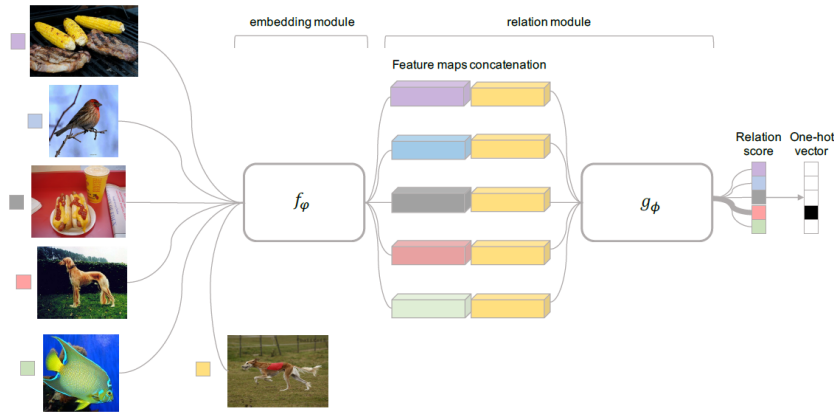 embedding module
relation module
Feature maps concatenation
Relation
score
One-hot
vector
fφ
gϕ